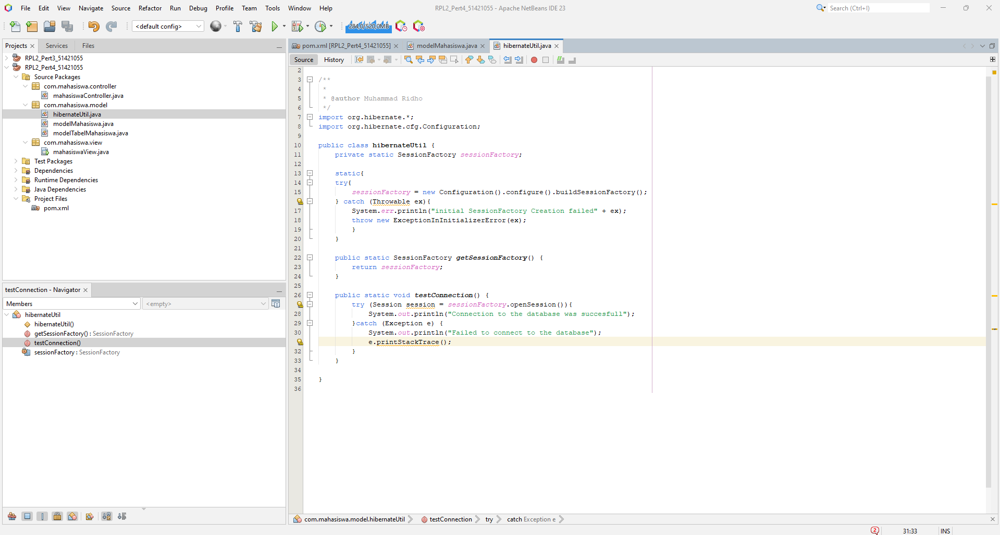 File Edit View Navigate Source Refactor Run Debug Profile Team Tools Window Help
RPL2_Pert4_51421055 - Apache NetBeans IDE 23
Search (Ctrl+I)
<default config>
284,0/520,0MB
Projects Services Files
RPL2_Pert3_51421055
RPL2_Pert4_51421055
Source Packages
com.mahasiswa.controller
mahasiswaController.java
com.mahasiswa.model
hibernateUtil.java
modelMahasiswa.java
modelTabelMahasiswa.java
com.mahasiswa.view
mahasiswaView.java
Test Packages
Dependencies
Runtime Dependencies
Java Dependencies
Project Files
pom.xml
testConnection - Navigator
Members
<empty>
hibernateUtil
hibernateUtil()
getSessionFactory() : SessionFactory
testConnection()
sessionFactory : SessionFactory
pom.xml [RPL2_Pert4_51421055] modelMahasiswa.java hibernateUtil.java
Source History
2
3 /**
4 *
5 * @author Muhammad Ridho
6 */
7 import org.hibernate.*;
8 import org.hibernate.cfg.Configuration;
9
10 public class hibernateUtil {
11 private static SessionFactory sessionFactory;
12
13 static{
14 try{
15 sessionFactory = new Configuration().configure().buildSessionFactory();
} catch (Throwable ex){
17 System.err.println("initial SessionFactory Creation failed" + ex);
18 throw new ExceptionInInitializerError(ex);
19 }
20 }
21
22 public static SessionFactory getSessionFactory() {
23 return sessionFactory;
24 }
25
26 public static void testConnection() {
try (Session session = sessionFactory.openSession()){
28 System.out.println("Connection to the database was succesfull");
29 }catch (Exception e) {
30 System.out.println("Failed to connect to the database");
e.printStackTrace();
32 }
33 }
34
35 }
36
com.mahasiswa.model.hibernateUtil testConnection try catch Exception e
2 31:33 INS